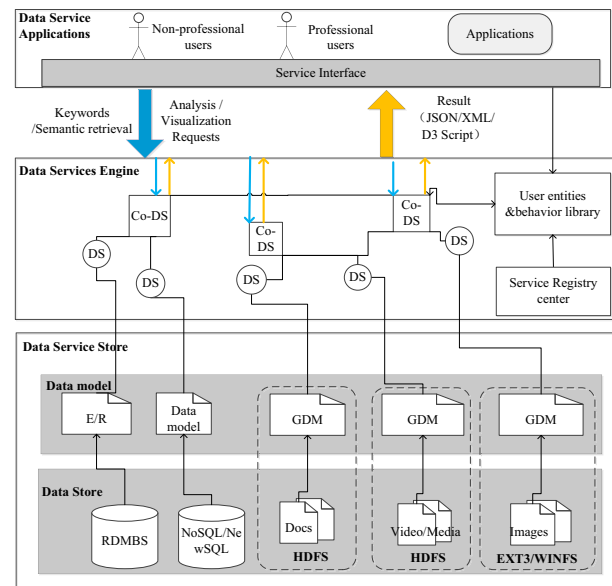 Data Service
Applications
Non-professional
users
Professional
users
Applications
Service Interface
Keywords
/Semantic retrieval
Analysis /
Visualization
Requests
Result
(JSON/XML/
D3 Script)
Data Services Engine
Co-DS
Co-
DS
Co-
DS
DS
DS
DS
DS
DS
User entities
&behavior library
Service Registry
center
Data Service Store
Data model
E/R
Data
model
GDM
GDM
GDM
Data Store
RDMBS
NoSQL/Ne
wSQL
Docs
Video/Media
Images
HDFS
HDFS
EXT3/WINFS